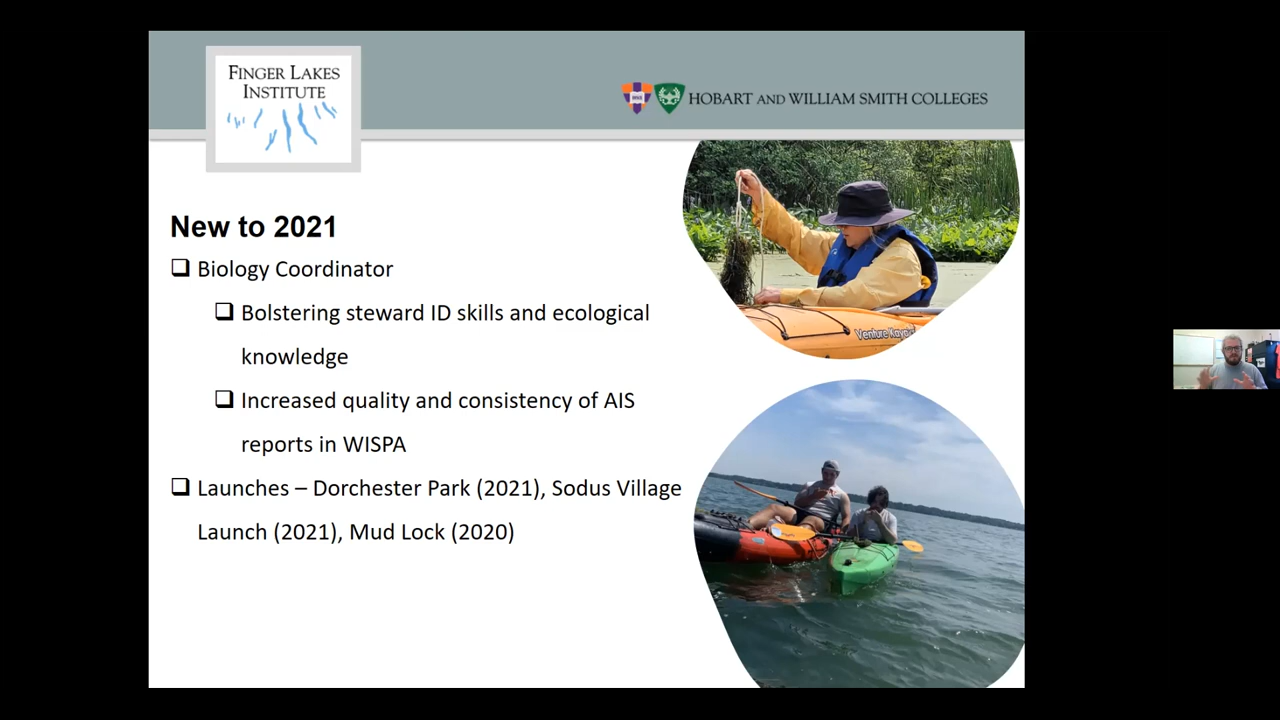 FINGER LAKES
INSTITUTE
HOBART AND WILLIAM SMITH COLLEGES
New to 2021
Biology Coordinator
Bolstering steward ID skills and ecological
knowledge
Increased quality and consistency of AIS
reports in WISPA
Launches – Dorchester Park (2021), Sodus Village
Launch (2021), Mud Lock (2020)
Venture Kayaks